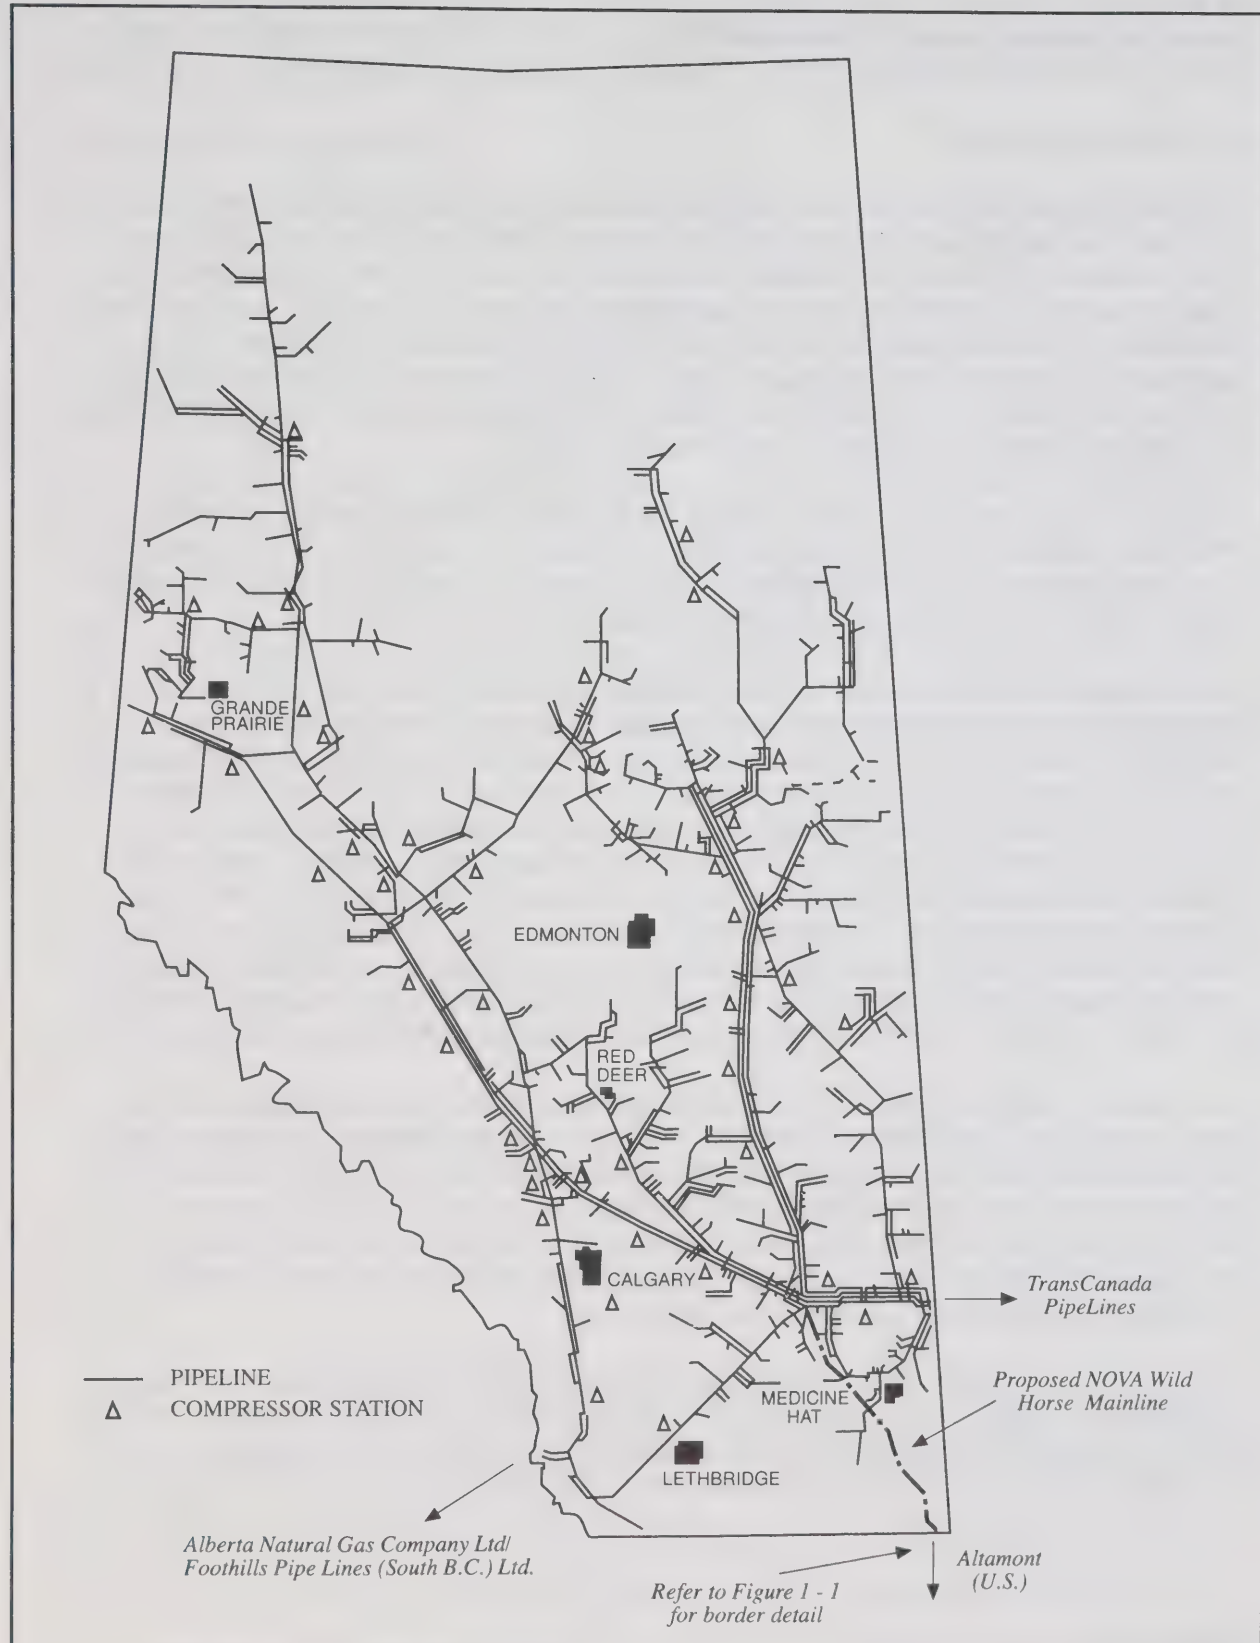 GRANDE
PRAIRIE
EDMONTON
RED
DEER
CALGARY
TransCanada
PipeLines
PIPELINE
COMPRESSOR STATION
MEDICINE
HAT
Proposed NOVA Wild
Horse Mainline
LETHBRIDGE
Alberta Natural Gas Company Ltd/
Foothills Pipe Lines (South B.C.) Ltd.
Altamont
(U.S.)
Refer to Figure 1 - 1
for border detail